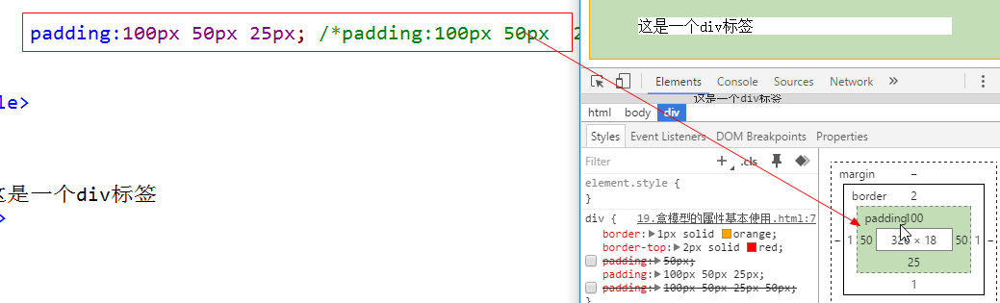 padding:100px 50px 25px; /*padding:100px 50px 2
le>
这是一个div标签
>
这是一个div标签
Elements Console Sources Network »
这是一个div标签
html body div
Styles Event Listeners DOM Breakpoints Properties
Filter + .cls
element.style {
}
div { 19.盒模型的属性基本使用.html:7
border:▶1px solid orange;
border-top:▶2px solid red;
padding:▶50px;
padding:▶100px 50px 25px;
padding:▶100px 50px 25px 50px;
}
margin –
border 2
padding100
– 1 50 320 × 18 50 1 –
25
1